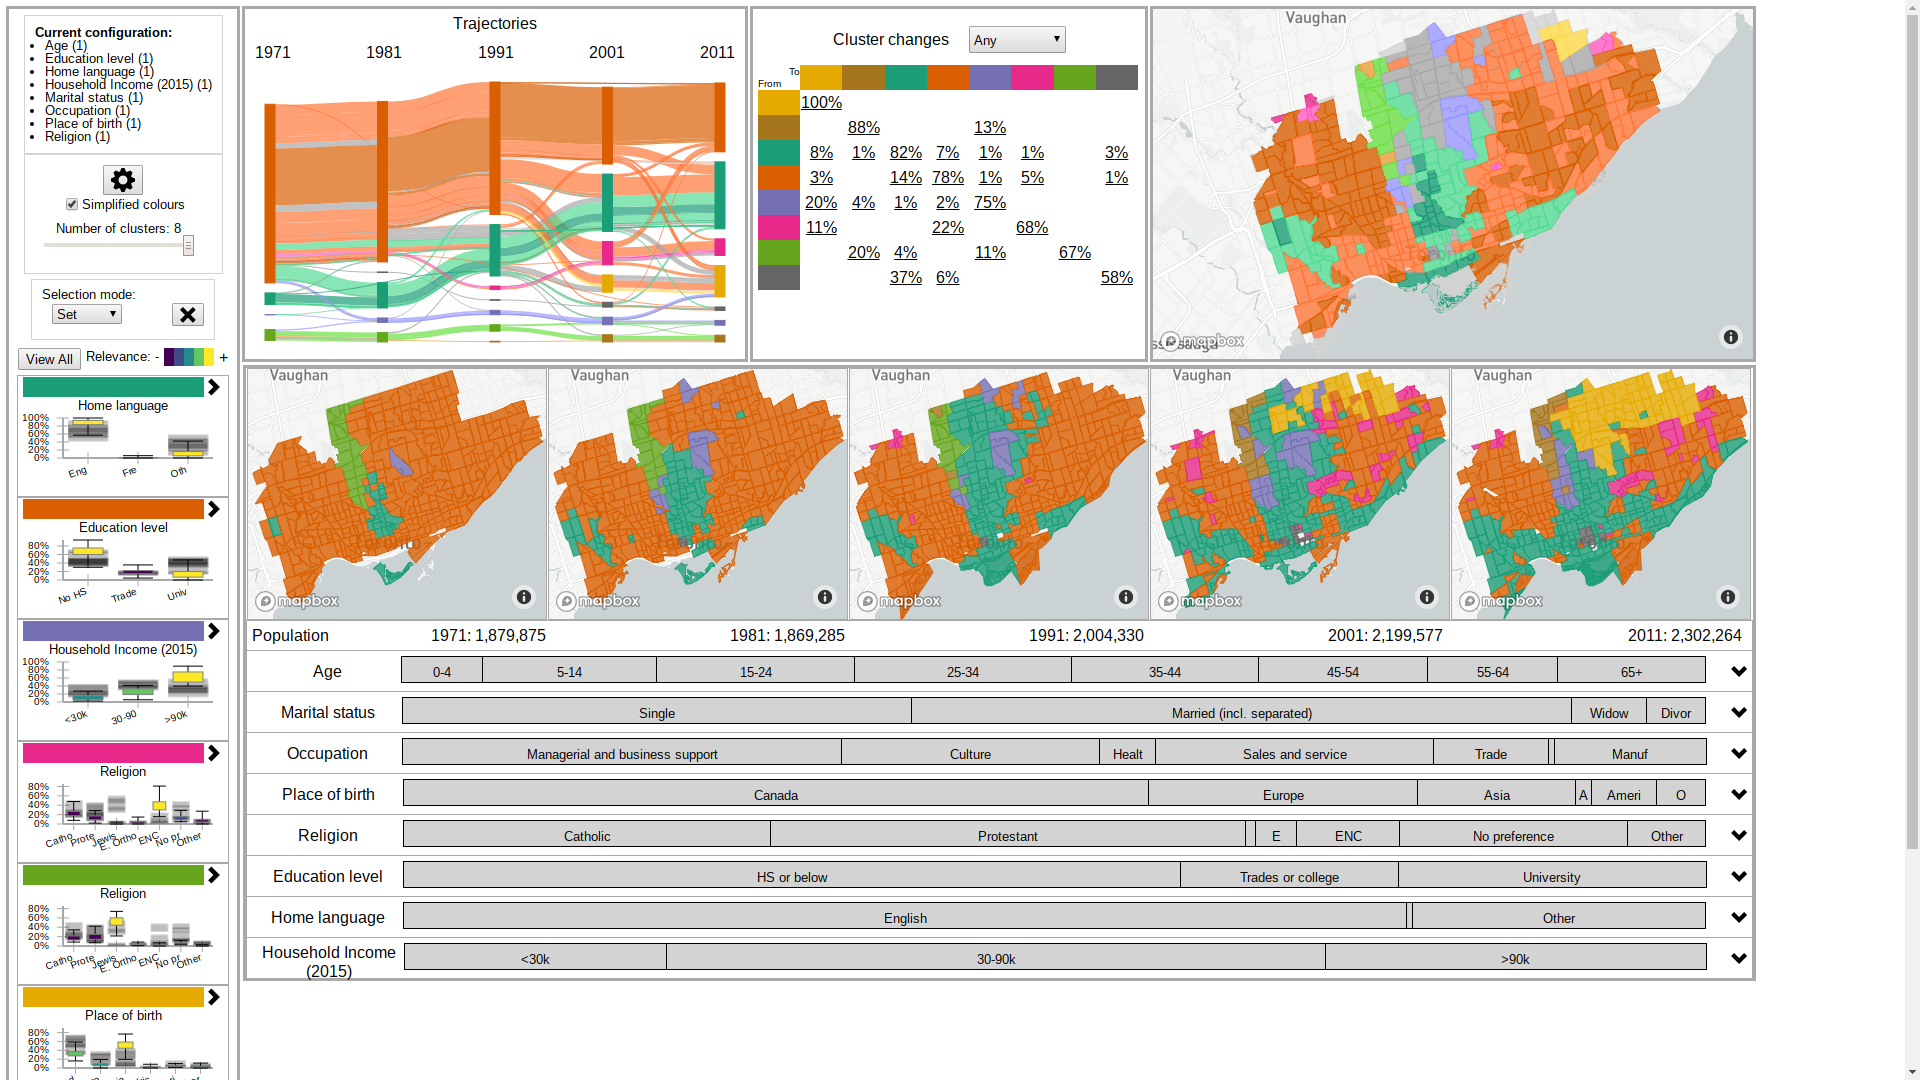 Current configuration:
Age (1)
Education level (1)
Home language (1)
Household Income (2015) (1)
Marital status (1)
Occupation (1)
Place of birth (1)
Religion (1)
Simplified colours
Number of clusters: 8
Selection mode:
Set
View All
Relevance: - +
Home language
100%
80%
60%
40%
20%
0%
Eng Fre Oth
Education level
80%
60%
40%
20%
0%
No HS Trade Univ
Household Income (2015)
100%
80%
60%
40%
20%
0%
<30k 30-90 >90k
Religion
80%
60%
40%
20%
0%
Catho Prote Jewis E. Ortho ENC No pr Other
Religion
80%
60%
40%
20%
0%
Catho Prote Jewis E. Ortho ENC No pr Other
Place of birth
80%
60%
40%
20%
0%
Trajectories
1971 1981 1991 2001 2011
Cluster changes Any
To
From
100%
88% 13%
8% 1% 82% 7% 1% 1% 3%
3% 14% 78% 1% 5% 1%
20% 4% 1% 2% 75%
11% 22% 68%
20% 4% 11% 67%
37% 6% 58%
Vaughan
mapbox
Vaughan Vaughan Vaughan Vaughan Vaughan
mapbox mapbox mapbox mapbox mapbox
Population 1971: 1,879,875 1981: 1,869,285 1991: 2,004,330 2001: 2,199,577 2011: 2,302,264
Age 0-4 5-14 15-24 25-34 35-44 45-54 55-64 65+
Marital status Single Married (incl. separated) Widow Divor
Occupation Managerial and business support Culture Healt Sales and service Trade Manuf
Place of birth Canada Europe Asia A Ameri O
Religion Catholic Protestant E ENC No preference Other
Education level HS or below Trades or college University
Home language English Other
Household Income
(2015) <30k 30-90k >90k